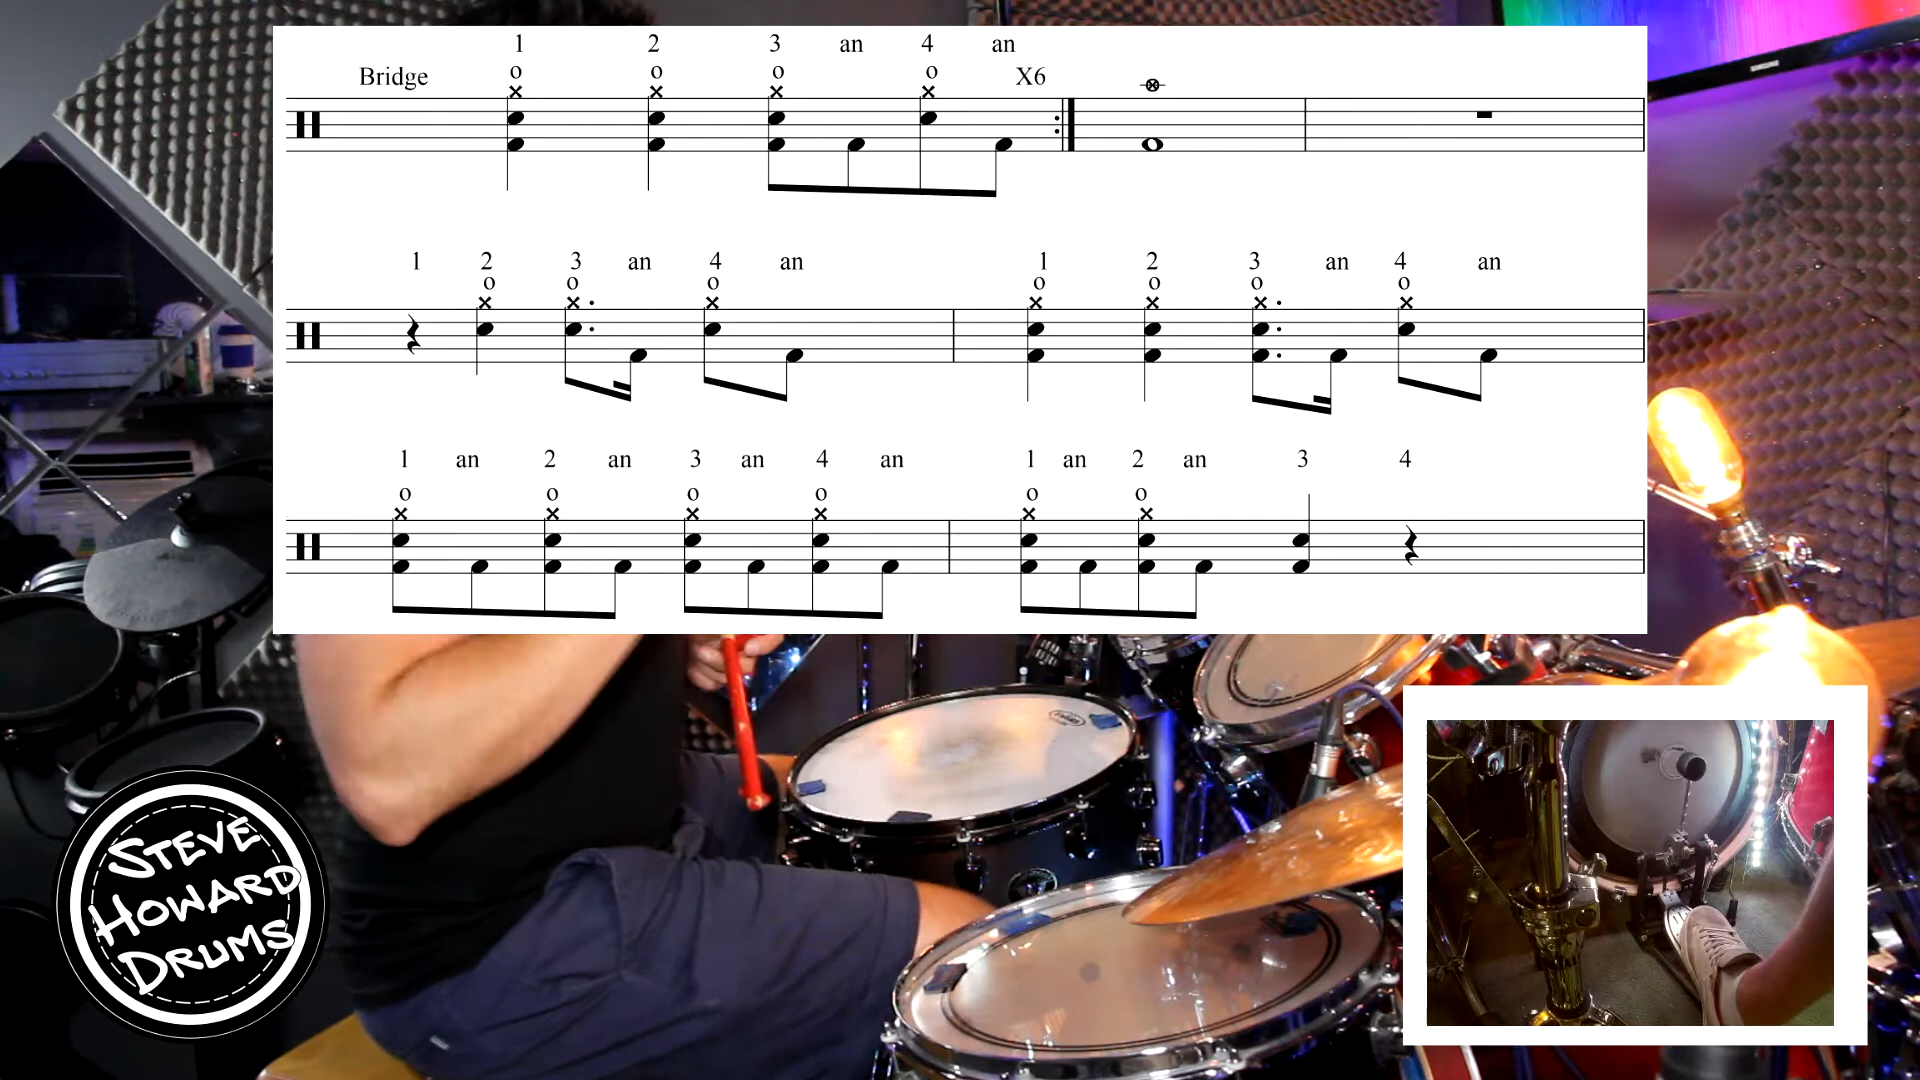 1 2 3 an 4 an
Bridge o o o o X6
1 2 3 an 4 an 1 2 3 an 4 an
o o o o o o o
1 an 2 an 3 an 4 an 1 an 2 an 3 4
o o o o o o
STEVE
HOWARD
DRUMS